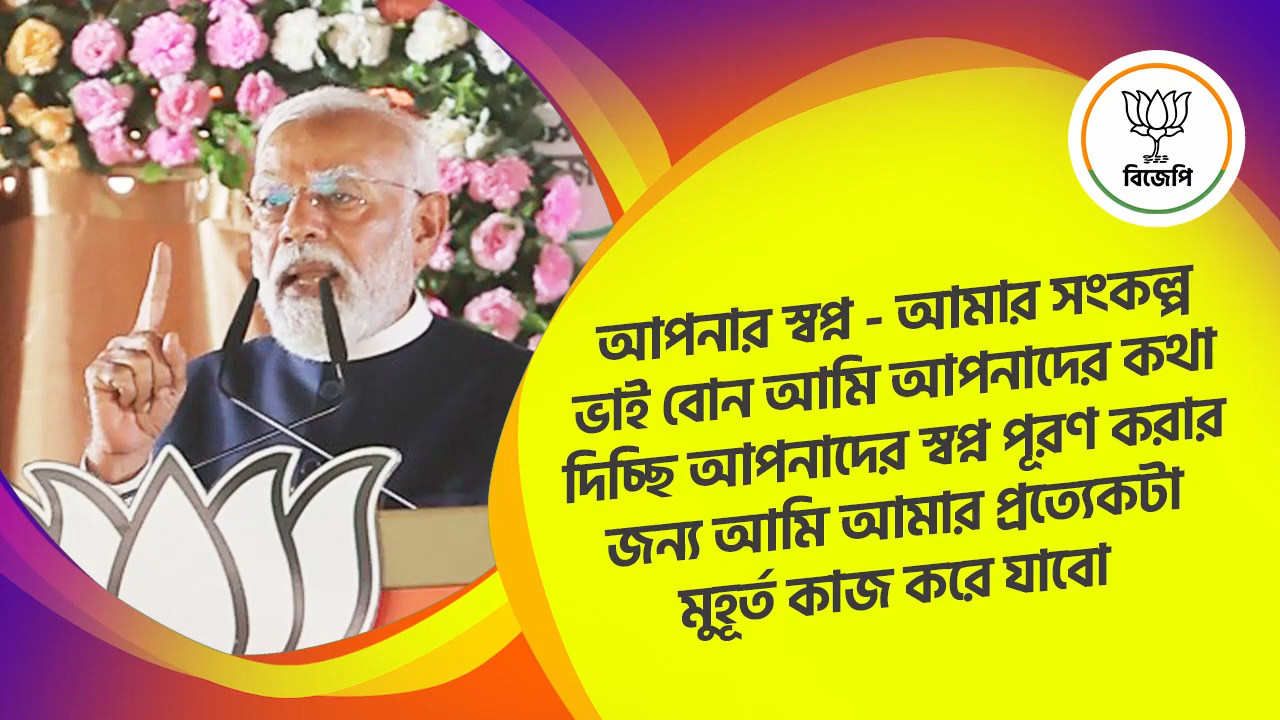 বিজেপি
আপনার স্বপ্ন - আমার সংকল্প
ভাই বোন আমি আপনাদের কথা
দিচ্ছি আপনাদের স্বপ্ন পূরণ করার
জন্য আমি আমার প্রত্যেকটা
মুহূর্ত কাজ করে যাবো